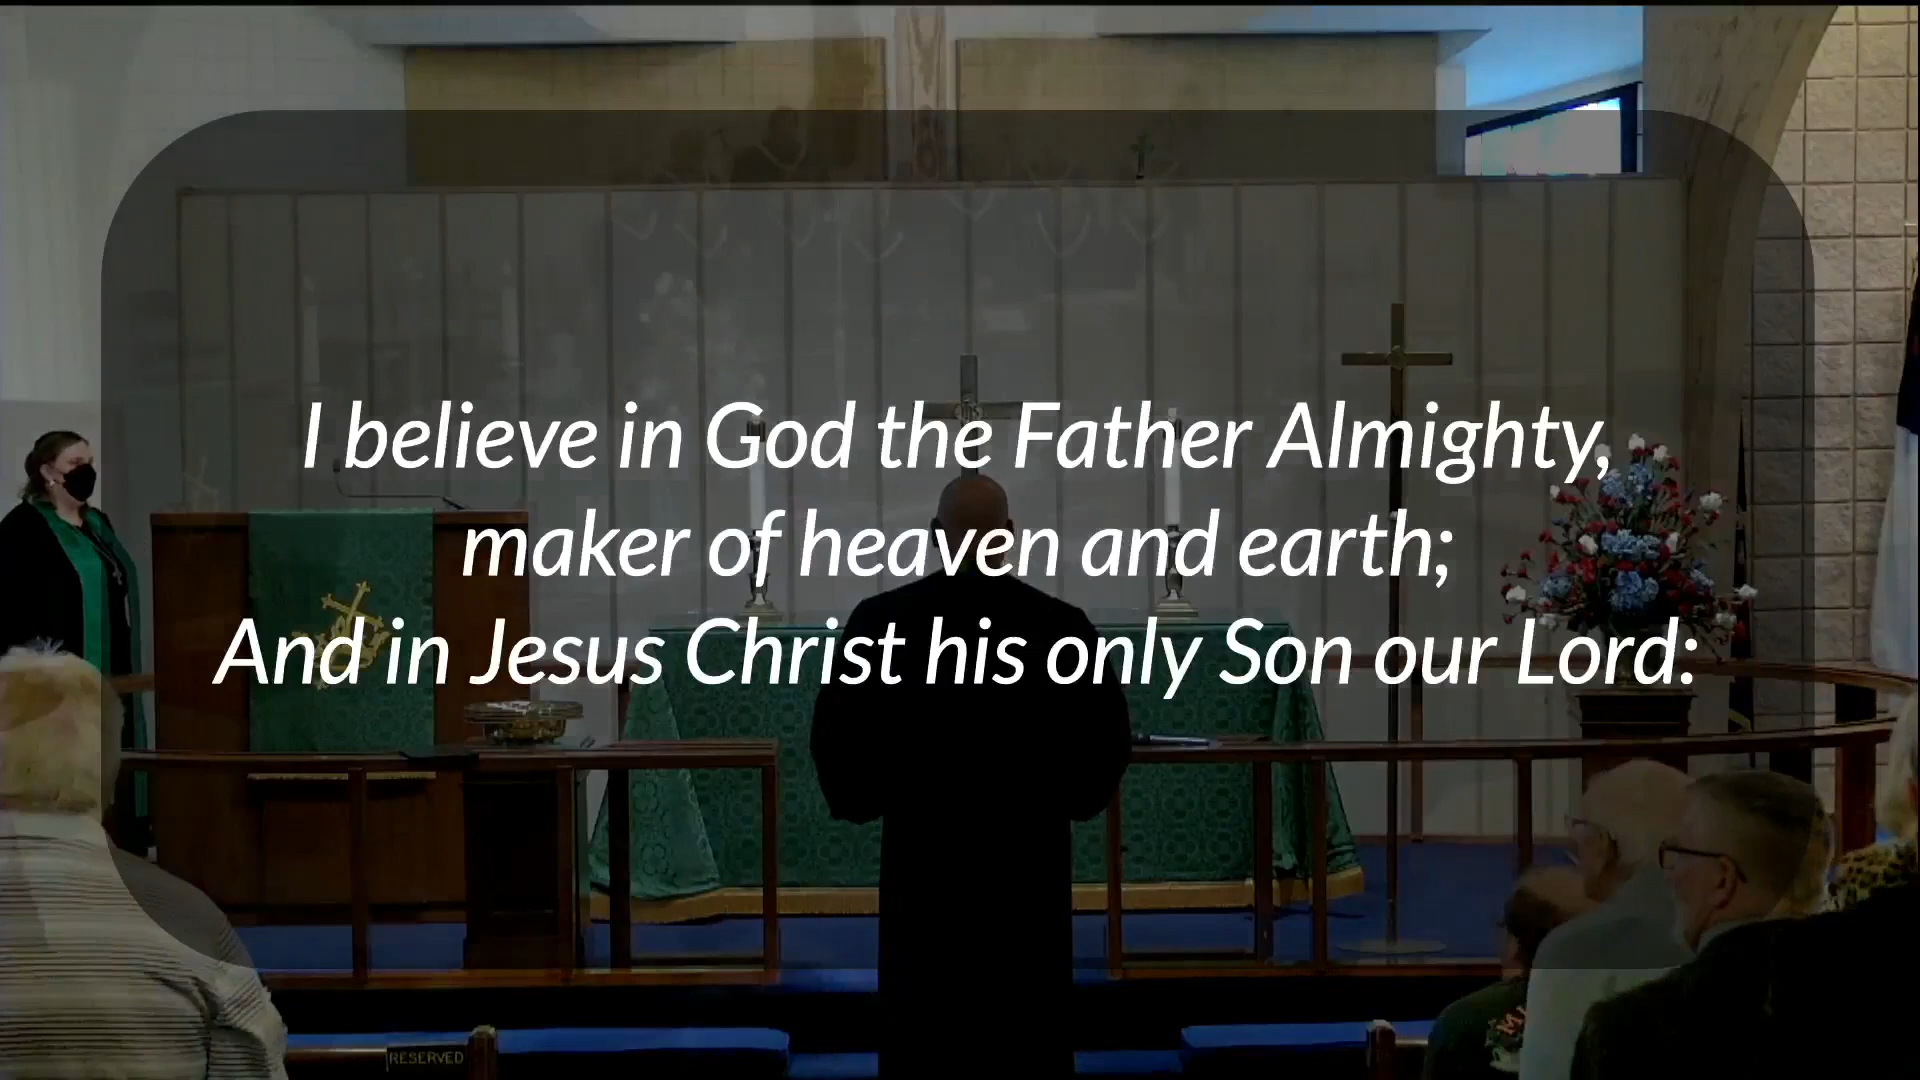 I believe in God the Father Almighty,
maker of heaven and earth;
And in Jesus Christ his only Son our Lord:
RESERVED